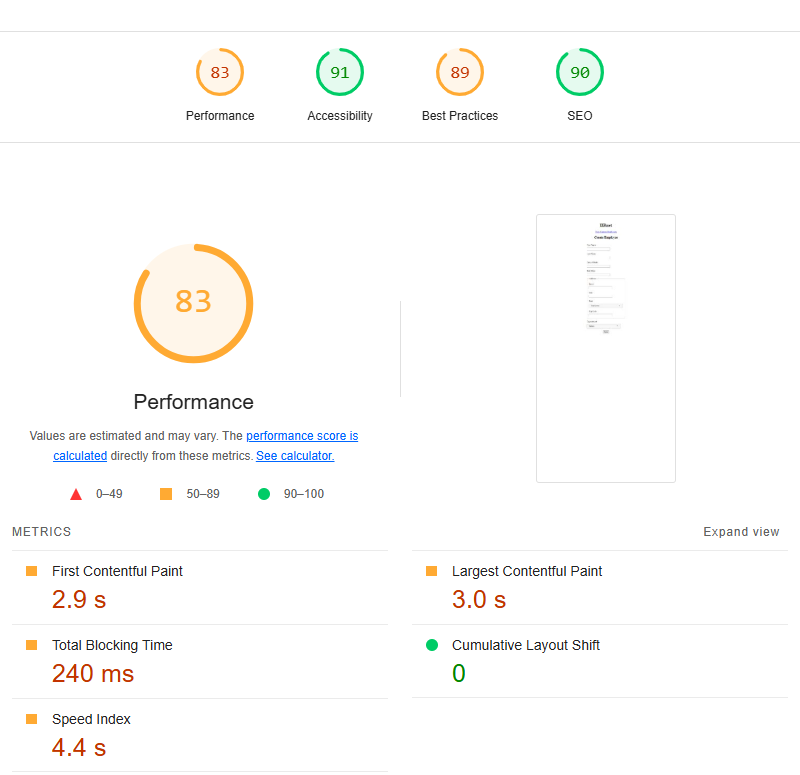 83
91
89
90
Performance
Accessibility
Best Practices
SEO
83
Performance
Values are estimated and may vary. The performance score is
calculated directly from these metrics. See calculator.
0–49
50–89
90–100
HRnet
Create Employee
METRICS
Expand view
First Contentful Paint
2.9 s
Largest Contentful Paint
3.0 s
Total Blocking Time
240 ms
Cumulative Layout Shift
0
Speed Index
4.4 s